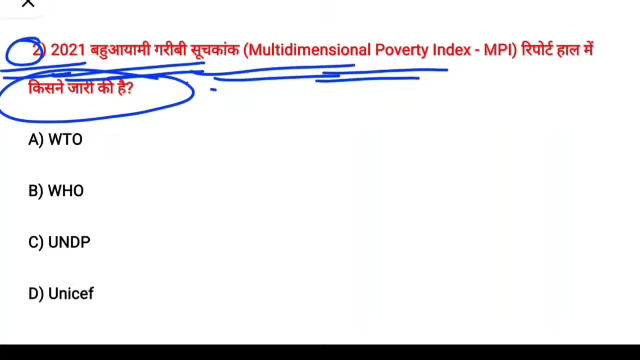 2) 2021 बहुआयामी गरीबी सूचकांक (Multidimensional Poverty Index - MPI) रिपोर्ट हाल में
किसने जारी की है?
A) WTO
B) WHO
C) UNDP
D) Unicef